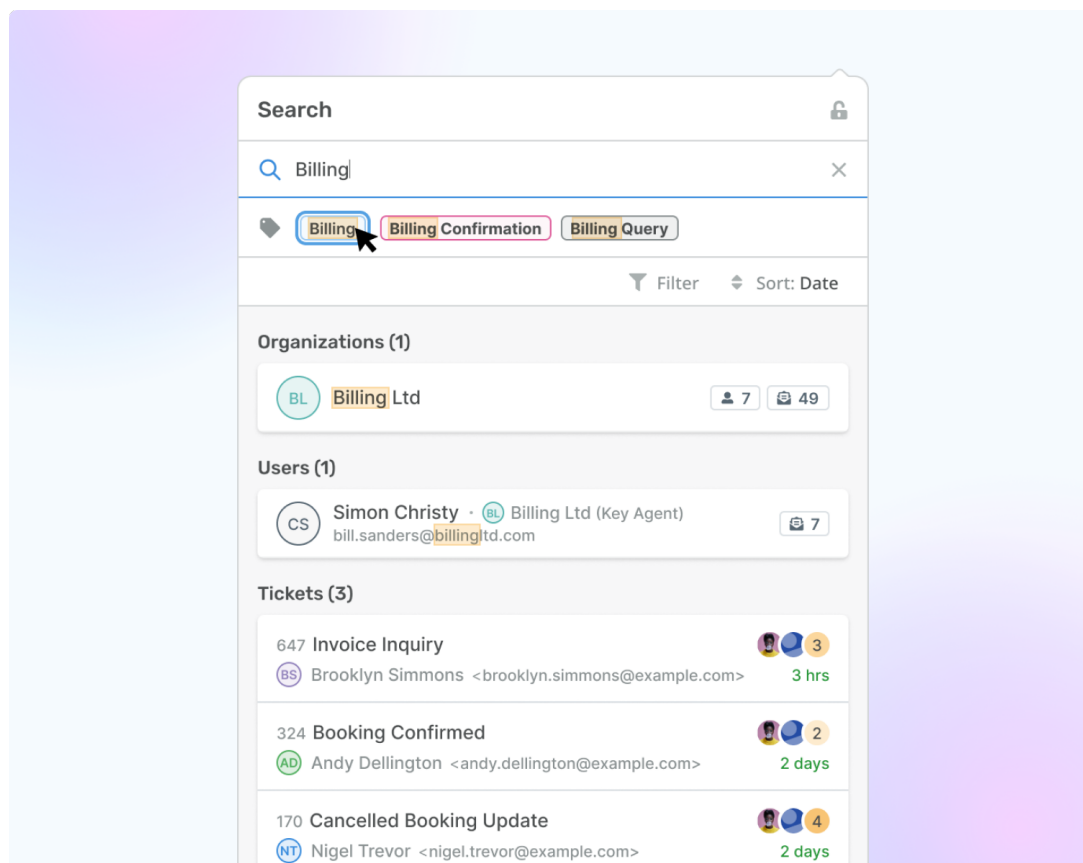 Search
Billing
Billing Billing Confirmation Billing Query
Filter Sort: Date
Organizations (1)
BL Billing Ltd 7 49
Users (1)
CS Simon Christy · BL Billing Ltd (Key Agent) 7
bill.sanders@billingltd.com
Tickets (3)
647 Invoice Inquiry 3
BS Brooklyn Simmons <brooklyn.simmons@example.com> 3 hrs
324 Booking Confirmed 2
AD Andy Dellington <andy.dellington@example.com> 2 days
170 Cancelled Booking Update 4
NT Nigel Trevor <nigel.trevor@example.com> 2 days